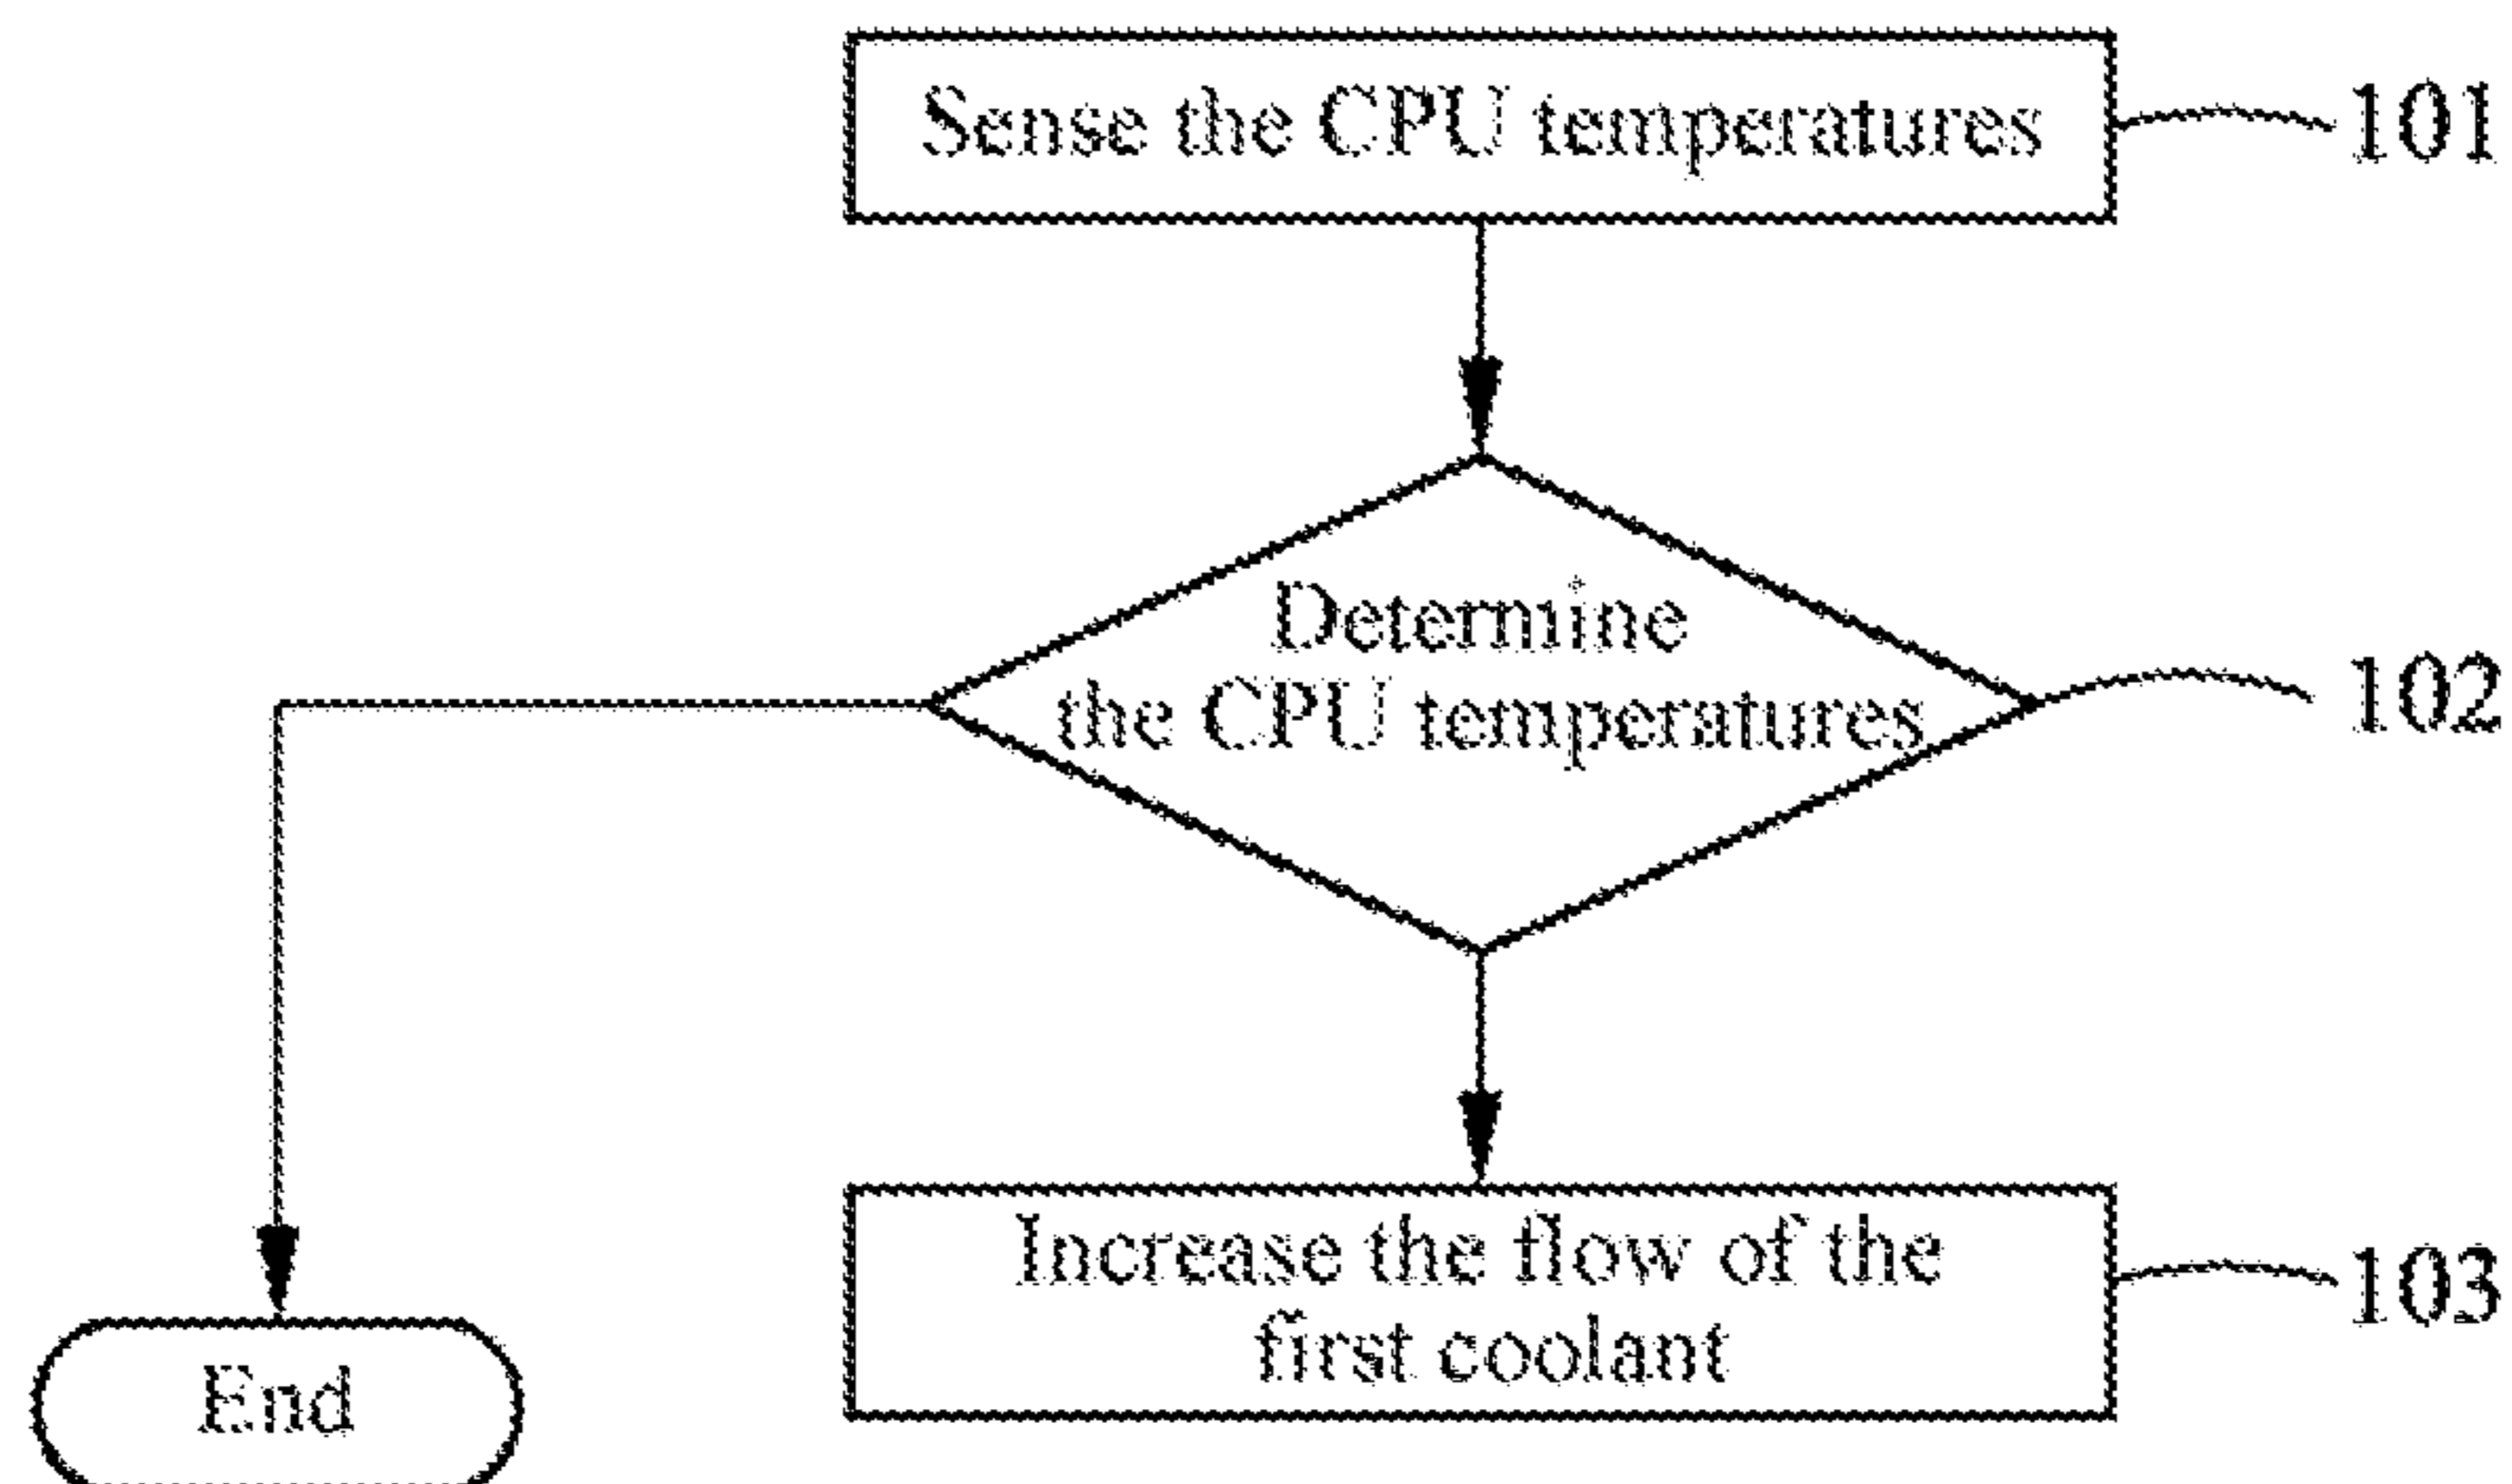 Sense the CPU temperatures
101
Determine
the CPU temperatures
102
Increase the flow of the
first coolant
103
End